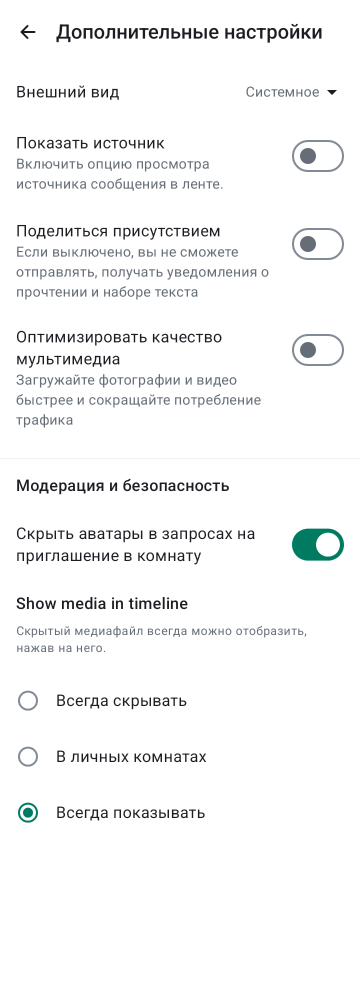 Дополнительные настройки
Внешний вид
Системное
Показать источник
Включить опцию просмотра
источника сообщения в ленте.
Поделиться присутствием
Если выключено, вы не сможете
отправлять, получать уведомления о
прочтении и наборе текста
Оптимизировать качество
мультимедиа
Загружайте фотографии и видео
быстрее и сокращайте потребление
трафика
Модерация и безопасность
Скрыть аватары в запросах на
приглашение в комнату
Show media in timeline
Скрытый медиафайл всегда можно отобразить,
нажав на него.
Всегда скрывать
В личных комнатах
Всегда показывать